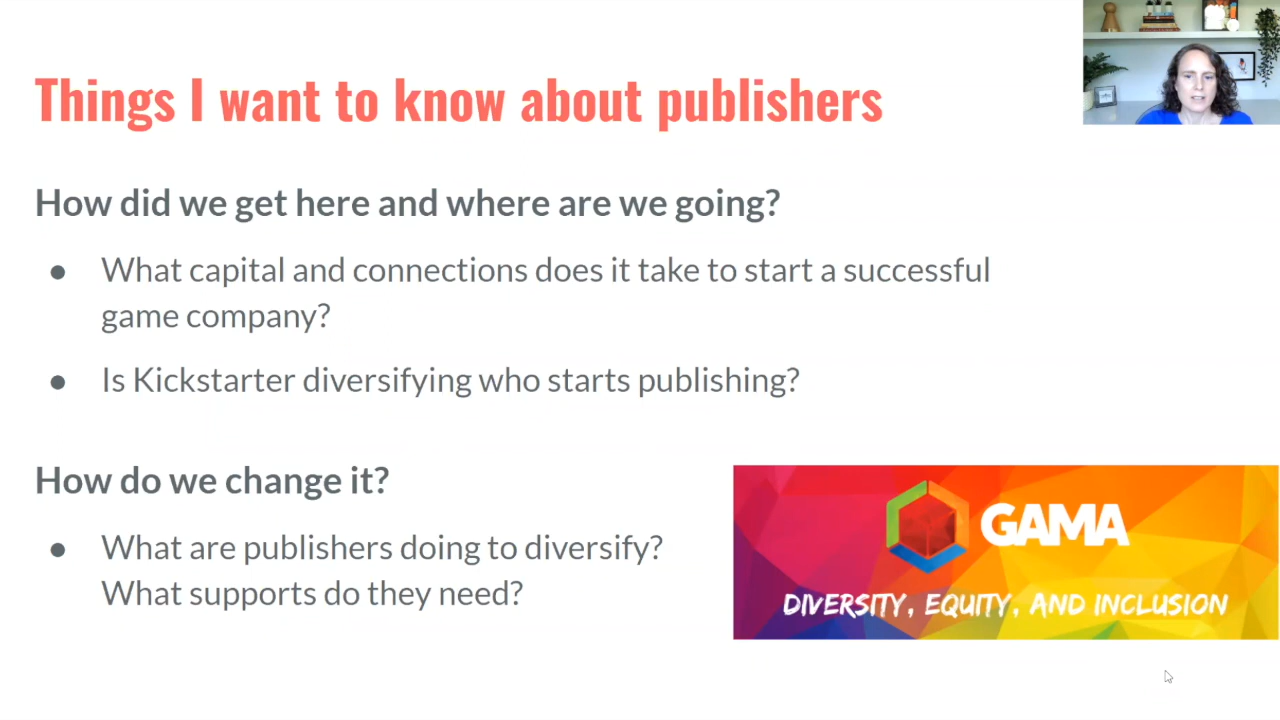 Things I want to know about publishers
How did we get here and where are we going?
● What capital and connections does it take to start a successful
game company?
● Is Kickstarter diversifying who starts publishing?
How do we change it?
● What are publishers doing to diversify?
What supports do they need?
GAMA
DIVERSITY, EQUITY, AND INCLUSION